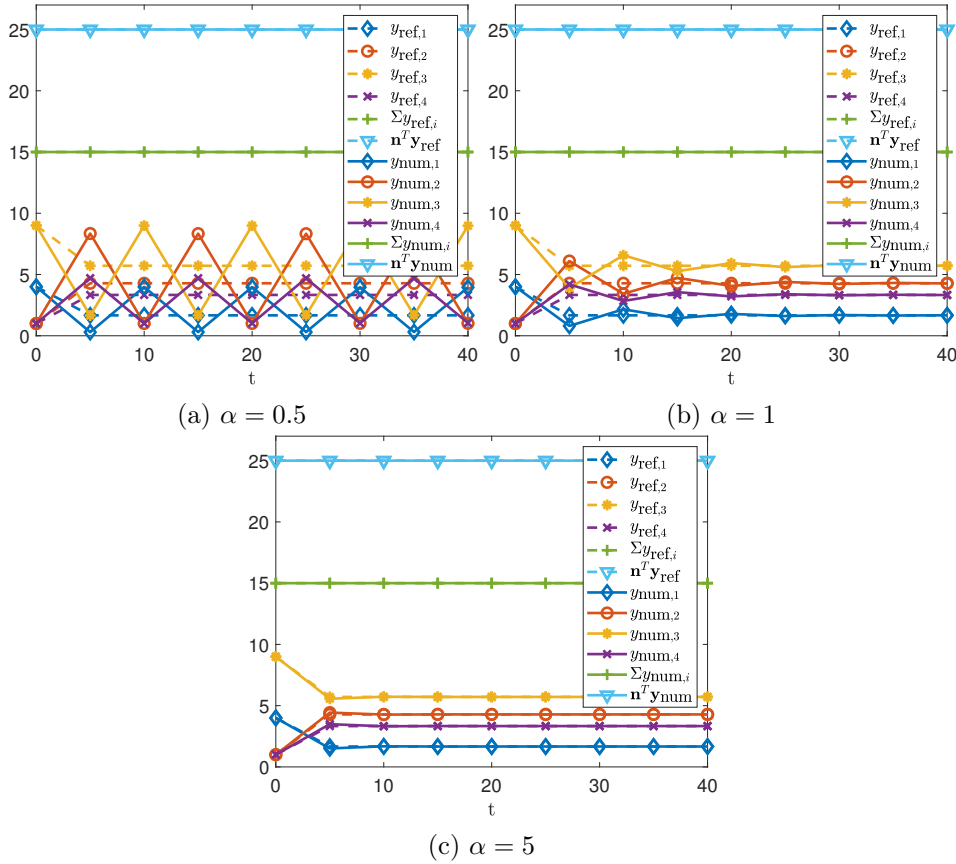 25
20
15
10
5
0
0 10 20 30 40
t
y_ref,1
y_ref,2
y_ref,3
y_ref,4
Σy_ref,i
n^T y_ref
y_num,1
y_num,2
y_num,3
y_num,4
Σy_num,i
n^T y_num
(a) α = 0.5
25
20
15
10
5
0
0 10 20 30 40
t
y_ref,1
y_ref,2
y_ref,3
y_ref,4
Σy_ref,i
n^T y_ref
y_num,1
y_num,2
y_num,3
y_num,4
Σy_num,i
n^T y_num
(b) α = 1
25
20
15
10
5
0
0 10 20 30 40
t
y_ref,1
y_ref,2
y_ref,3
y_ref,4
Σy_ref,i
n^T y_ref
y_num,1
y_num,2
y_num,3
y_num,4
Σy_num,i
n^T y_num
(c) α = 5